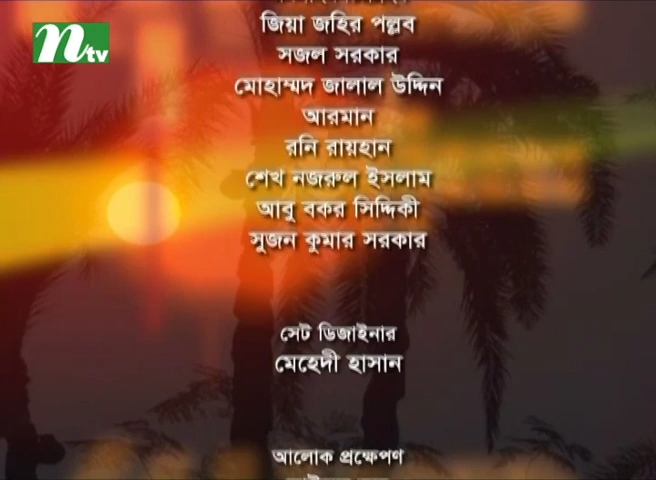 ntv
জিয়া জহির পল্লব
সজল সরকার
মোহাম্মদ জালাল উদ্দিন
আরমান
রনি রায়হান
শেখ নজরুল ইসলাম
আবু বকর সিদ্দিকী
সুজন কুমার সরকার
সেট ডিজাইনার
মেহেদী হাসান
আলোক প্রক্ষেপণ